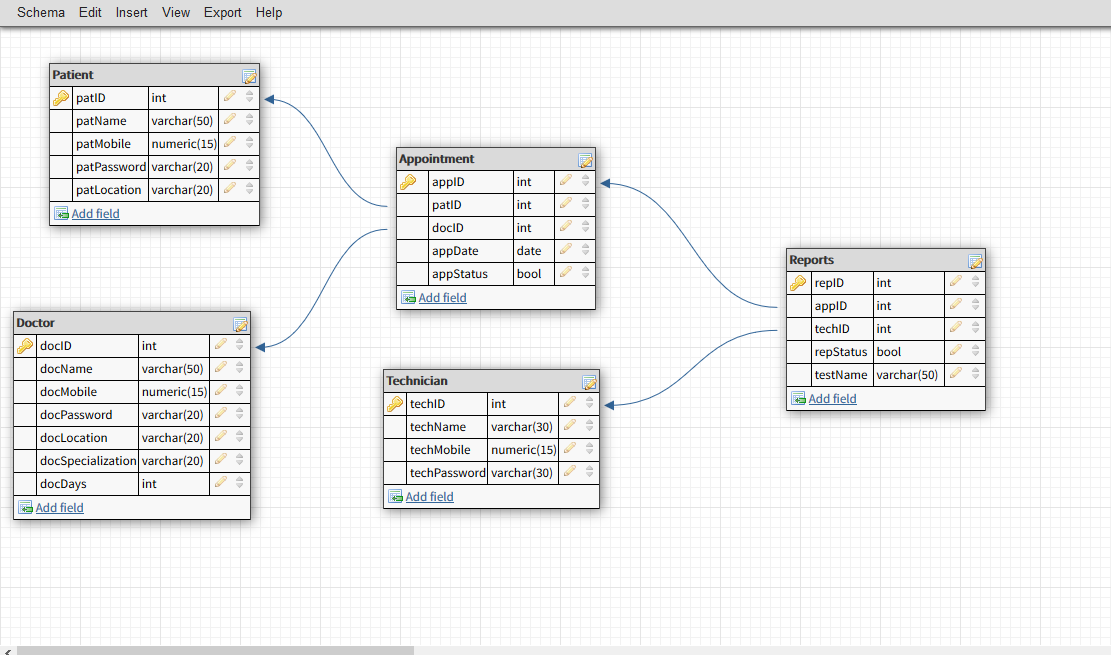 Schema Edit Insert View Export Help
Patient
patID int
patName varchar(50)
patMobile numeric(15)
patPassword varchar(20)
patLocation varchar(20)
Add field
Appointment
appID int
patID int
docID int
appDate date
appStatus bool
Add field
Reports
repID int
appID int
techID int
repStatus bool
testName varchar(50)
Add field
Doctor
docID int
docName varchar(50)
docMobile numeric(15)
docPassword varchar(20)
docLocation varchar(20)
docSpecialization varchar(20)
docDays int
Add field
Technician
techID int
techName varchar(30)
techMobile numeric(15)
techPassword varchar(30)
Add field